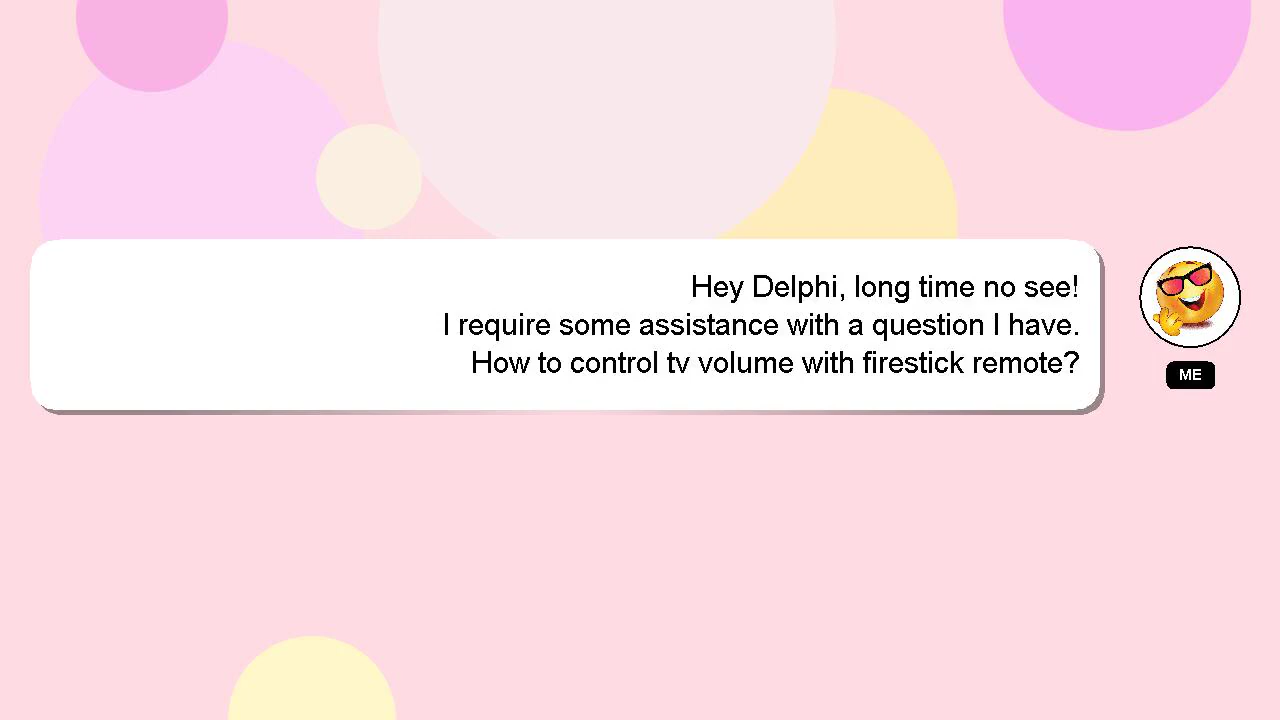 Hey Delphi, long time no see!
I require some assistance with a question I have.
How to control tv volume with firestick remote?
ME